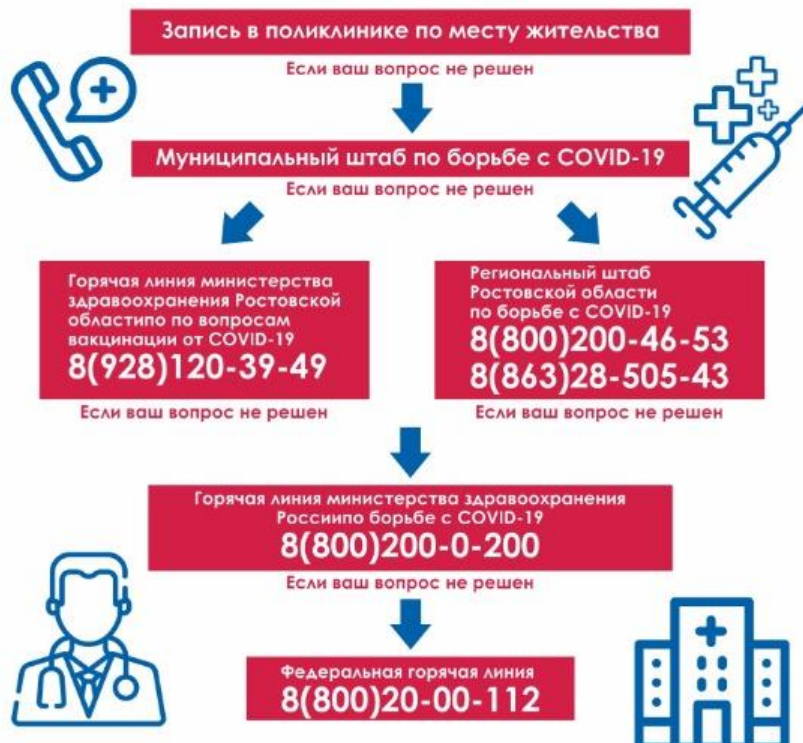 Запись в поликлинике по месту жительства
Если ваш вопрос не решен
Муниципальный штаб по борьбе с COVID-19
Если ваш вопрос не решен
Горячая линия министерства
здравоохранения Ростовской
областипо по вопросам
вакцинации от COVID-19
8(928)120-39-49
Если ваш вопрос не решен
Региональный штаб
Ростовской области
по борьбе с COVID-19
8(800)200-46-53
8(863)28-505-43
Если ваш вопрос не решен
Горячая линия министерства здравоохранения
Россиипо борьбе с COVID-19
8(800)200-0-200
Если ваш вопрос не решен
Федеральная горячая линия
8(800)20-00-112